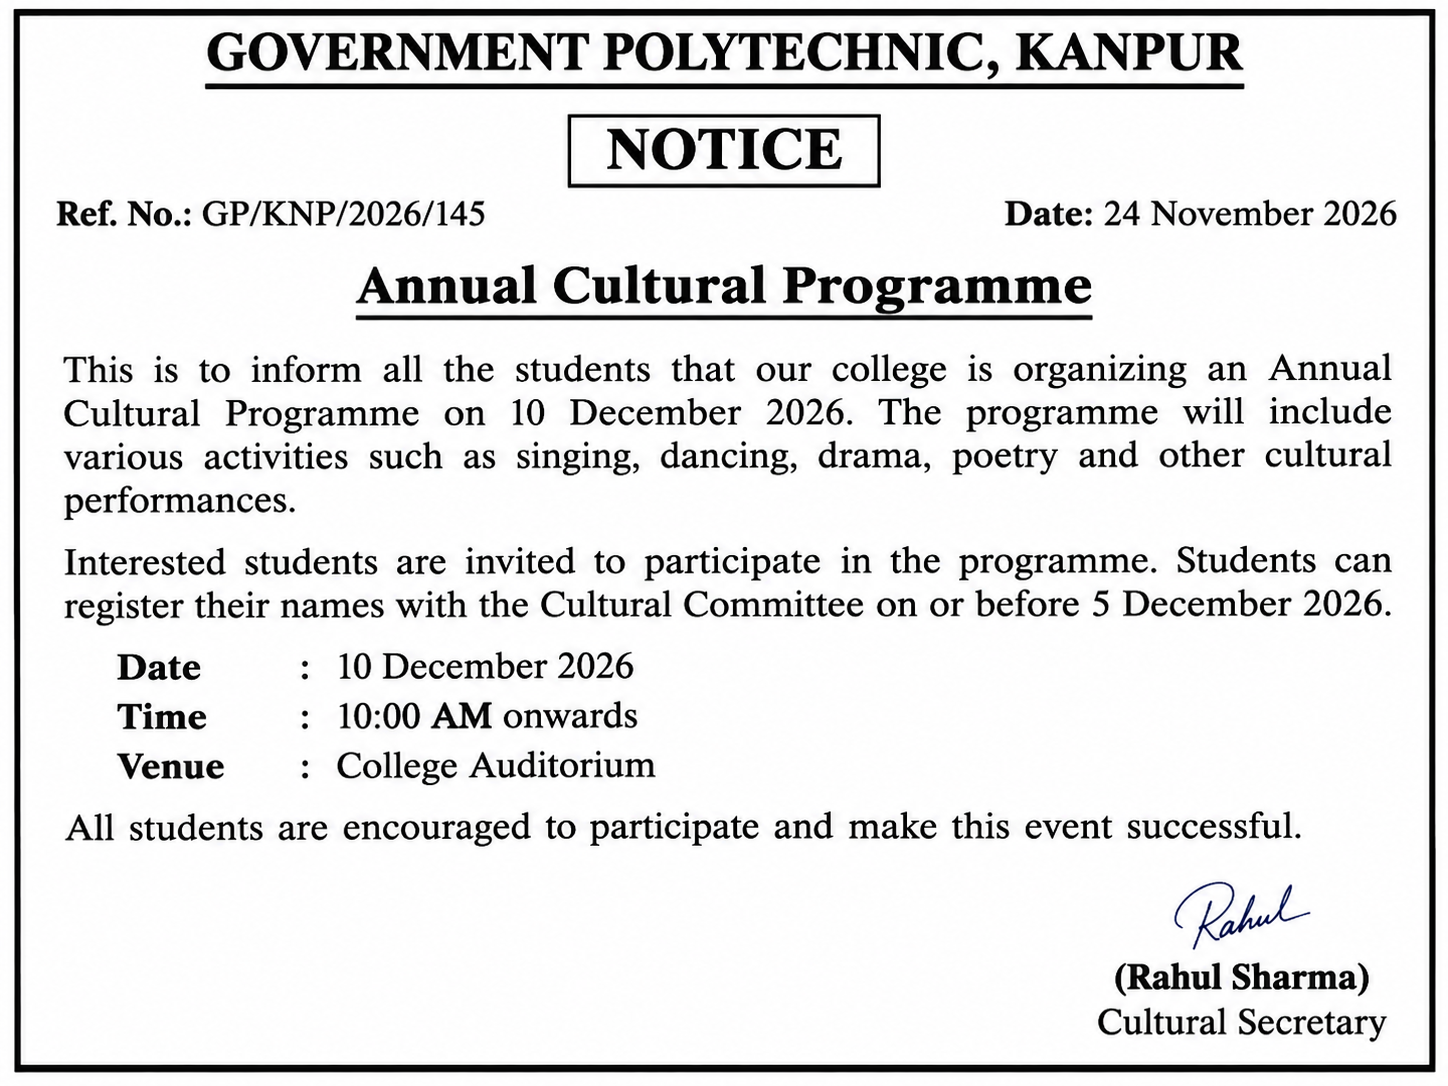 GOVERNMENT POLYTECHNIC, KANPUR
NOTICE
Ref. No.: GP/KNP/2026/145 Date: 24 November 2026
Annual Cultural Programme
This is to inform all the students that our college is organizing an Annual
Cultural Programme on 10 December 2026. The programme will include
various activities such as singing, dancing, drama, poetry and other cultural
performances.
Interested students are invited to participate in the programme. Students can
register their names with the Cultural Committee on or before 5 December 2026.
Date : 10 December 2026
Time : 10:00 AM onwards
Venue : College Auditorium
All students are encouraged to participate and make this event successful.
Rahul
(Rahul Sharma)
Cultural Secretary